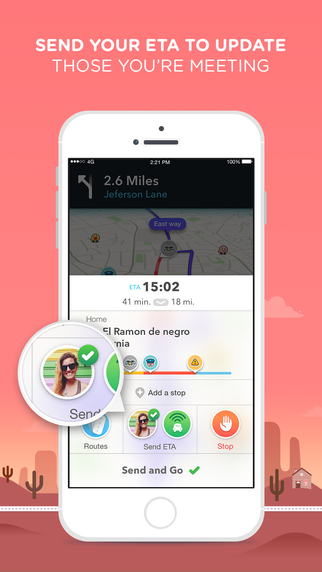 SEND YOUR ETA TO UPDATE
THOSE YOU'RE MEETING
4G 2:21 PM 100%
2.6 Miles
Jeferson Lane
East way
ETA 15:02
41 min. 18 mi.
Home
El Ramon de negro
rnia
Add a stop
Send
Routes
Send ETA
Stop
Send and Go